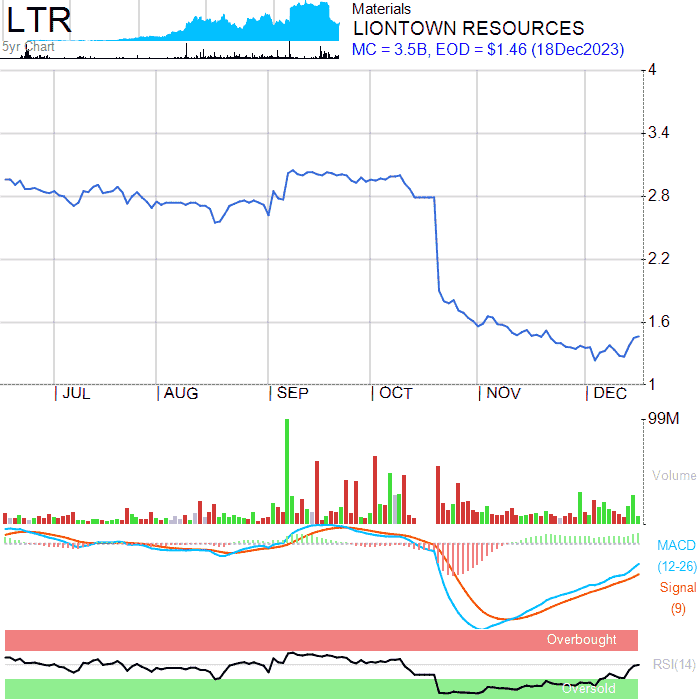 LTR
5yr Chart
Materials
LIONTOWN RESOURCES
MC = 3.5B, EOD = $1.46 (18Dec2023)
4
3.4
2.8
2.2
1.6
1
JUL AUG SEP OCT NOV DEC
99M
Volume
MACD
(12-26)
Signal
(9)
Overbought
RSI(14)
Oversold